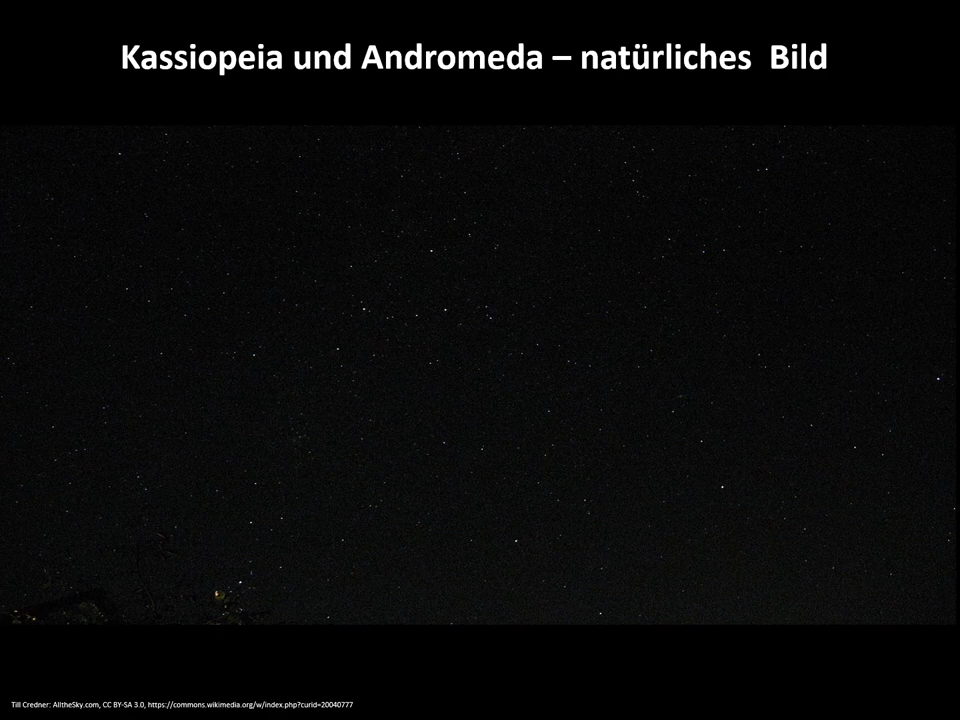 Kassiopeia und Andromeda – natürliches  Bild
Till Credner: AlltheSky.com, CC BY-SA 3.0, https://commons.wikimedia.org/w/index.php?curid=20040777